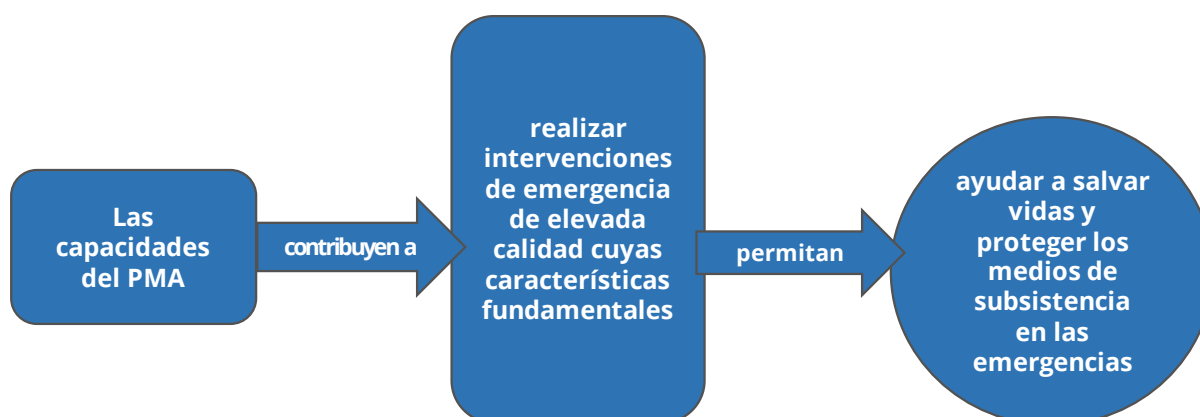 Las
capacidades
del PMA
contribuyen a
realizar
intervenciones
de emergencia
de elevada
calidad cuyas
características
fundamentales
permitan
ayudar a salvar
vidas y
proteger los
medios de
subsistencia
en las
emergencias